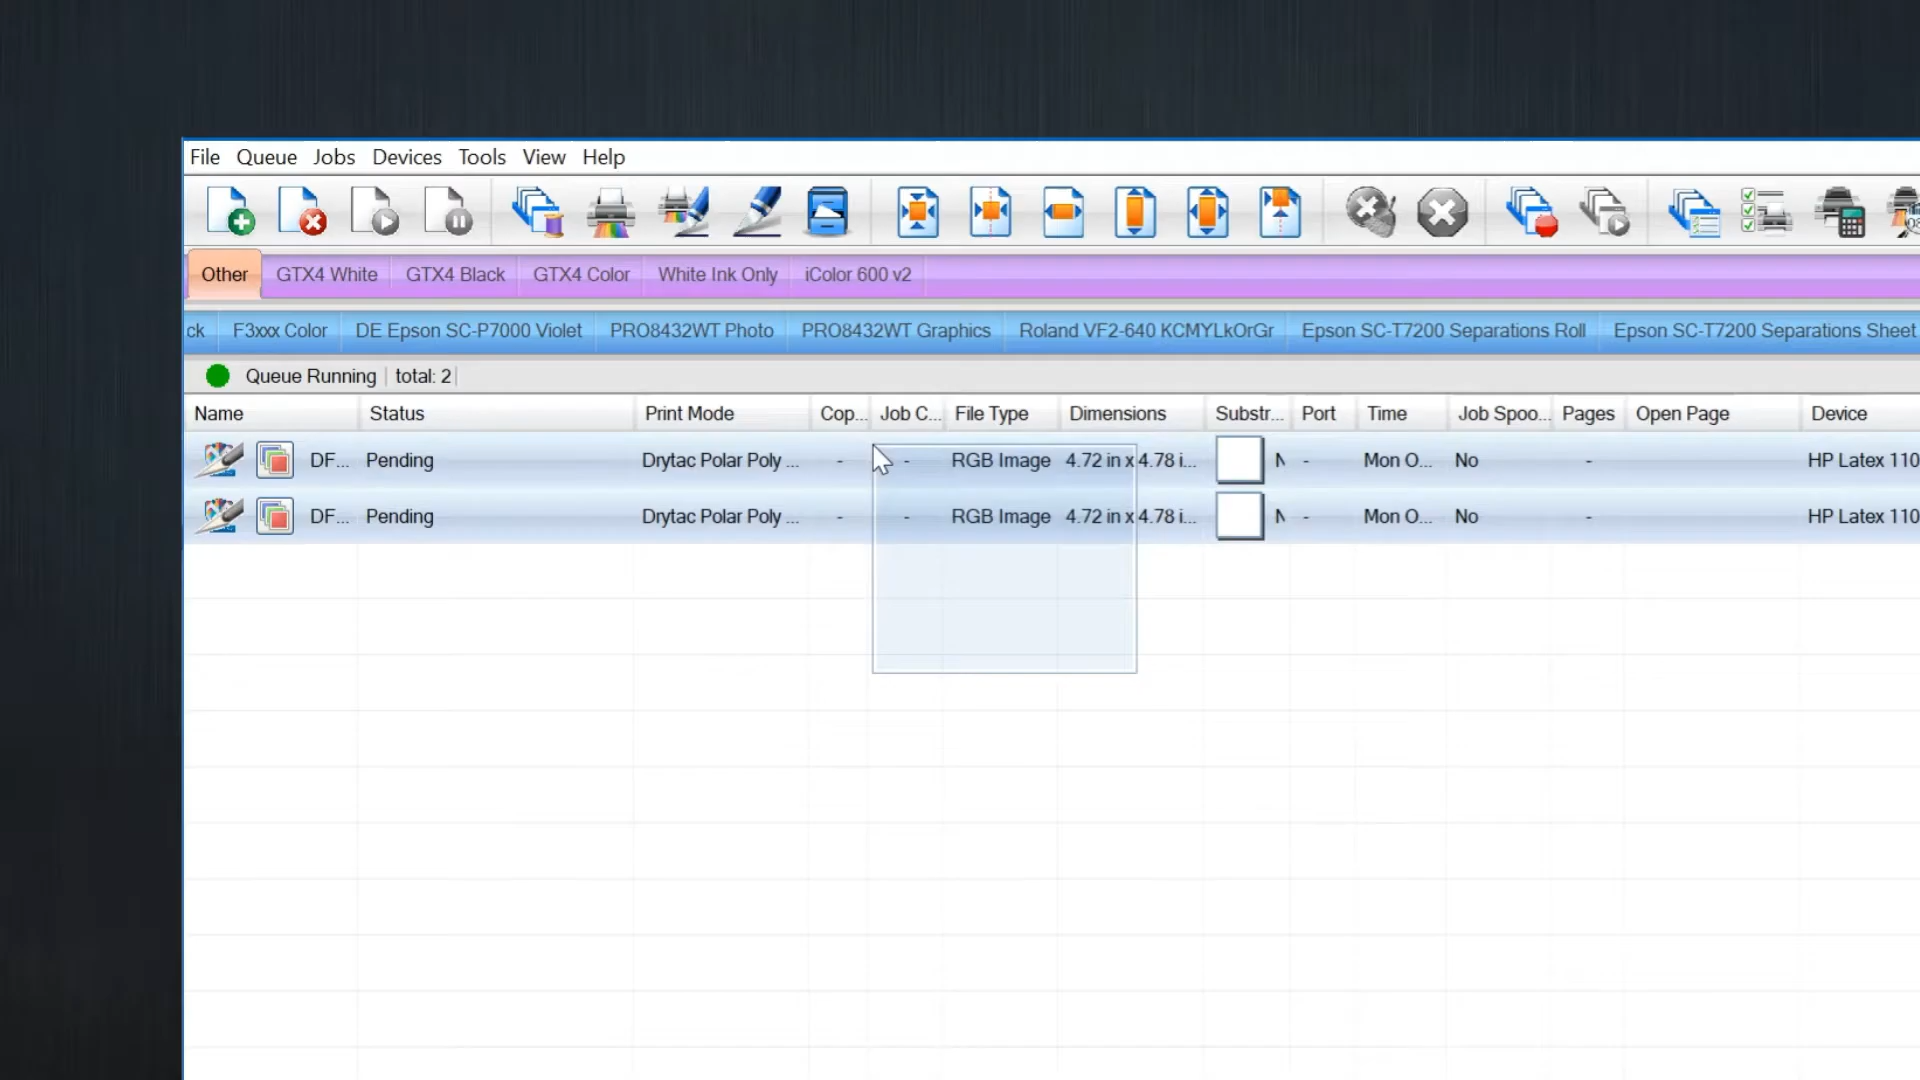 File Queue Jobs Devices Tools View Help
Other GTX4 White GTX4 Black GTX4 Color White Ink Only iColor 600 v2
ck F3xxx Color DE Epson SC-P7000 Violet PRO8432WT Photo PRO8432WT Graphics Roland VF2-640 KCMYLkOrGr Epson SC-T7200 Separations Roll Epson SC-T7200 Separations Sheet
Queue Running total: 2
Name Status Print Mode Cop... Job C... File Type Dimensions Substr... Port Time Job Spoo... Pages Open Page Device
DF... Pending Drytac Polar Poly ... - - RGB Image 4.72 in x 4.78 i... N - Mon O... No - HP Latex 110
DF... Pending Drytac Polar Poly ... - - RGB Image 4.72 in x 4.78 i... N - Mon O... No - HP Latex 110